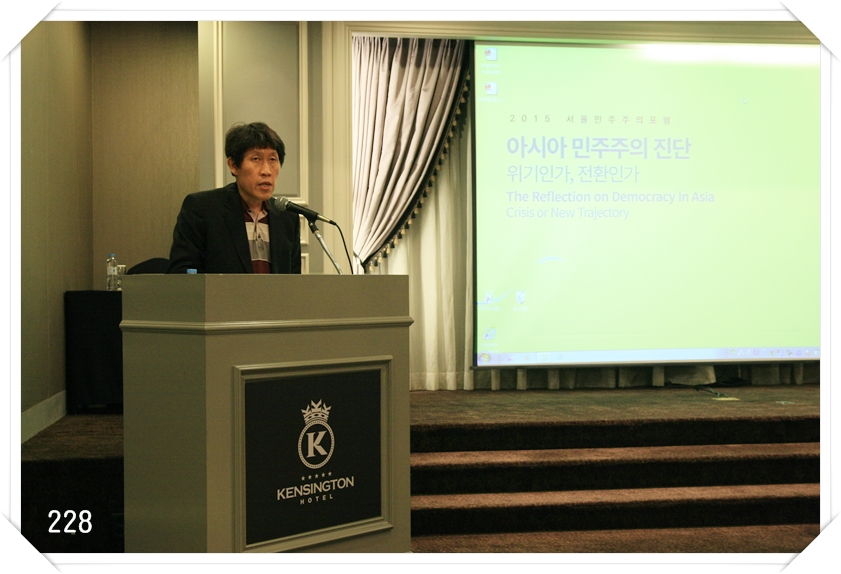 2015 서울민주주의포럼
아시아 민주주의 진단
위기인가, 전환인가
The Reflection on Democracy in Asia
Crisis or New Trajectory
K
KENSINGTON
HOTEL
228